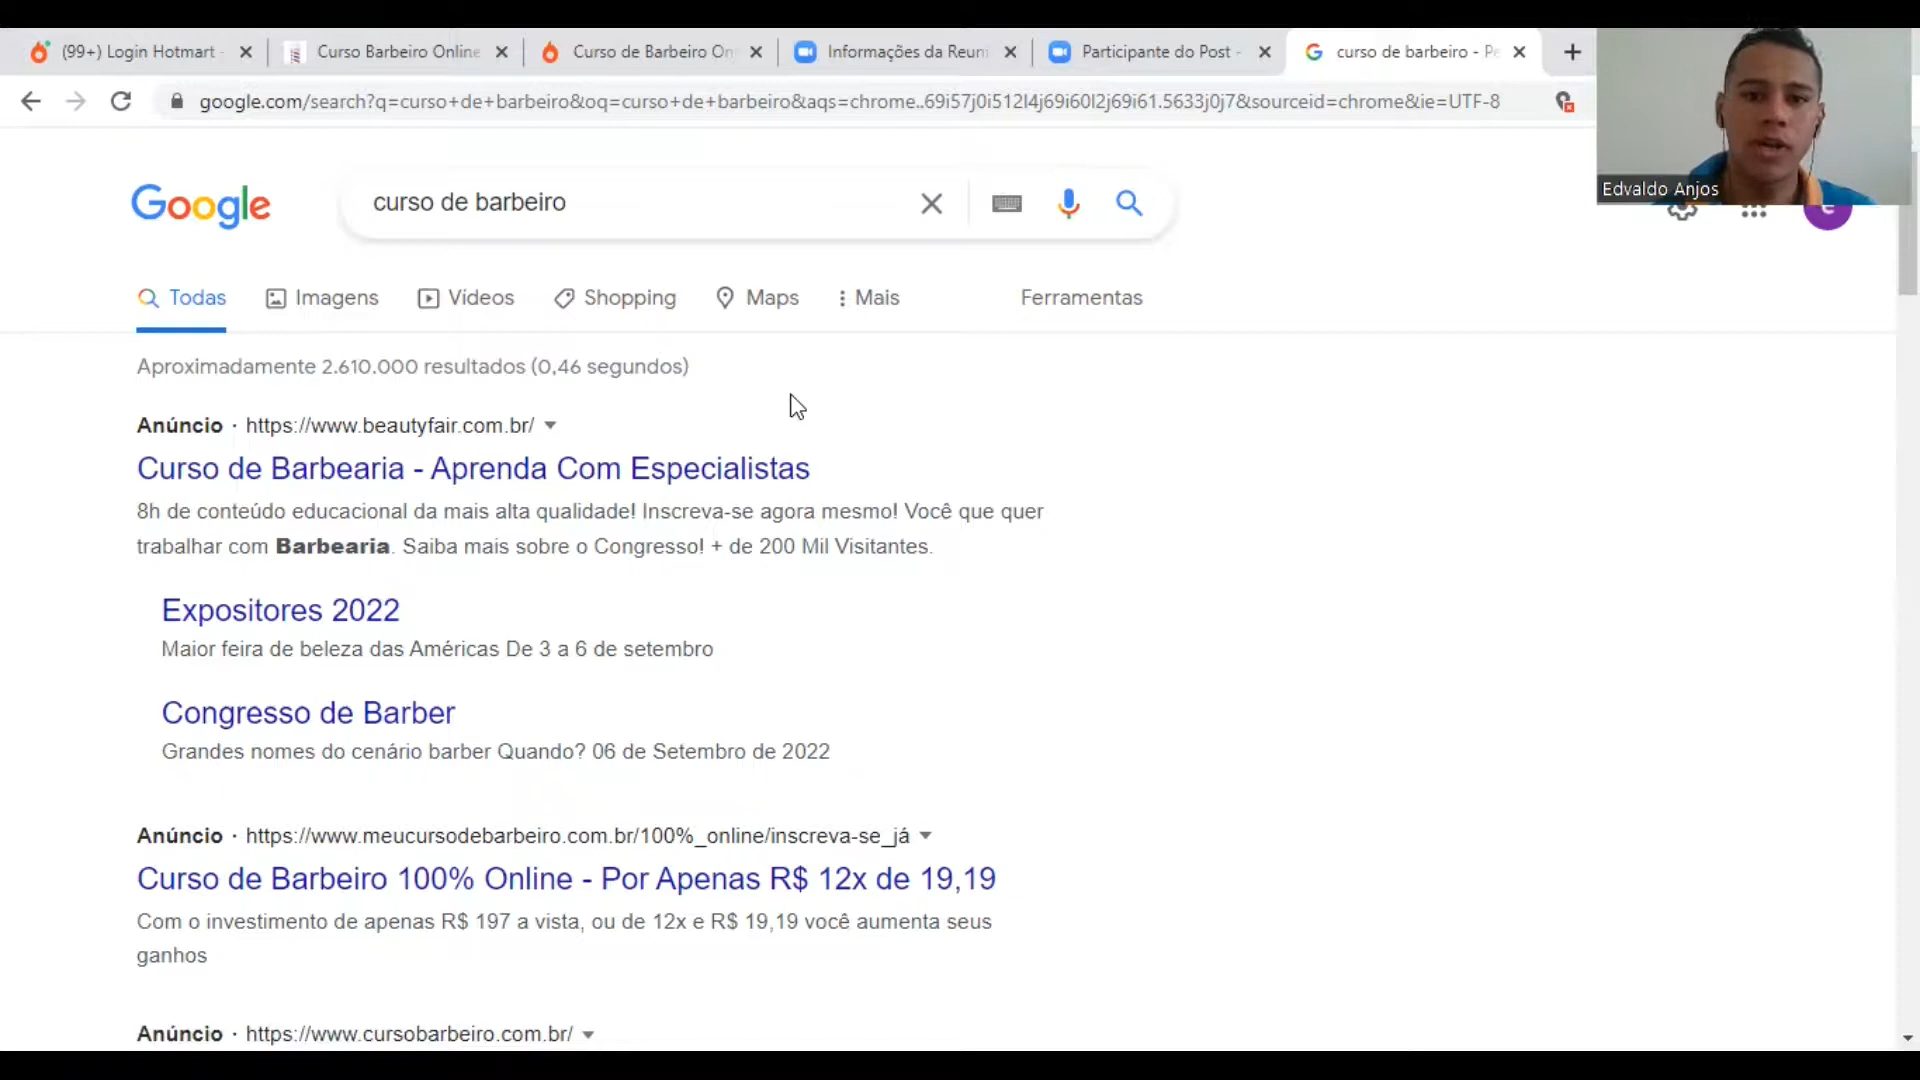 (99+) Login Hotmart -
Curso Barbeiro Online
Curso de Barbeiro On
Informações da Reuni
Participante do Post -
curso de barbeiro - Pe
google.com/search?q=curso+de+barbeiro&oq=curso+de+barbeiro&aqs=chrome..69i57j0i512l4j69i60l2j69i61.5633j0j7&sourceid=chrome&ie=UTF-8
Edvaldo Anjos
Google
curso de barbeiro
Todas
Imagens
Vídeos
Shopping
Maps
Mais
Ferramentas
Aproximadamente 2.610.000 resultados (0,46 segundos)
Anúncio · https://www.beautyfair.com.br/
Curso de Barbearia - Aprenda Com Especialistas
8h de conteúdo educacional da mais alta qualidade! Inscreva-se agora mesmo! Você que quer
trabalhar com Barbearia. Saiba mais sobre o Congresso! + de 200 Mil Visitantes.
Expositores 2022
Maior feira de beleza das Américas De 3 a 6 de setembro
Congresso de Barber
Grandes nomes do cenário barber Quando? 06 de Setembro de 2022
Anúncio · https://www.meucursodebarbeiro.com.br/100%_online/inscreva-se_já
Curso de Barbeiro 100% Online - Por Apenas R$ 12x de 19,19
Com o investimento de apenas R$ 197 a vista, ou de 12x e R$ 19,19 você aumenta seus
ganhos
Anúncio · https://www.cursobarbeiro.com.br/